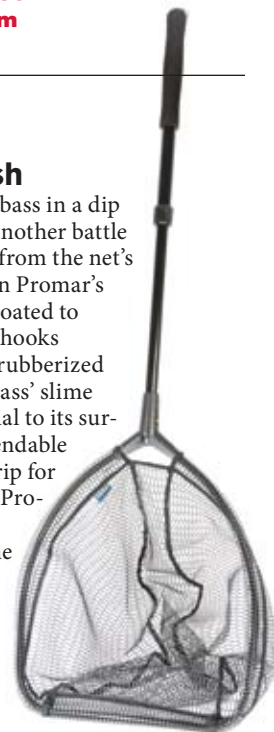 m
sh
bass in a dip
nother battle
from the net's
n Promar's
oated to
hooks
rubberized
ass' slime
ial to its sur-
endable
rip for
Pro-
e